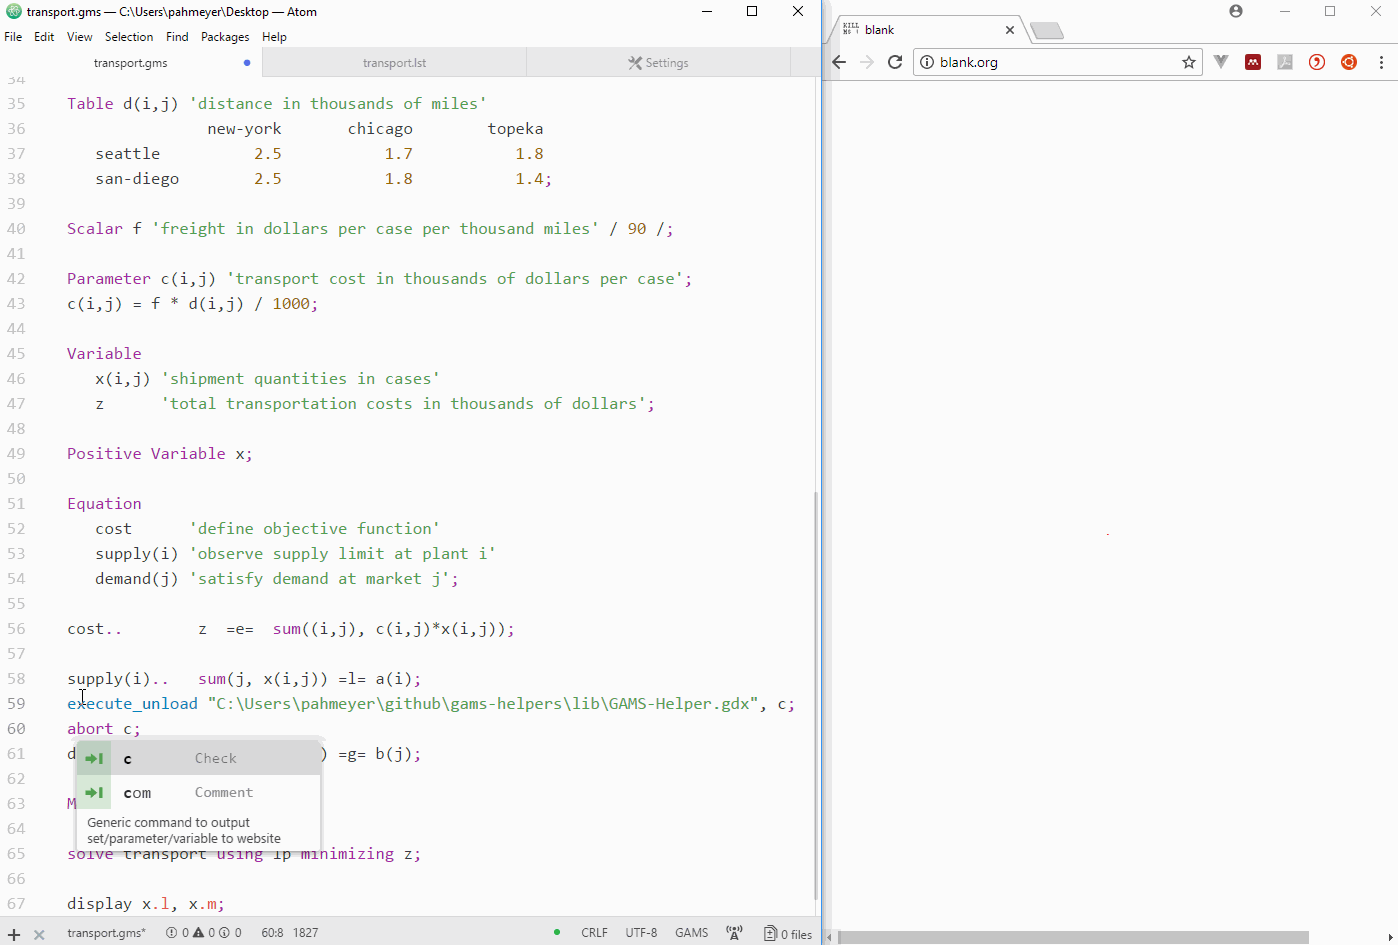 transport.gms — C:\Users\pahmeyer\Desktop — Atom
File Edit View Selection Find Packages Help
transport.gms transport.lst Settings
34
35 Table d(i,j) 'distance in thousands of miles'
36 new-york chicago topeka
37 seattle 2.5 1.7 1.8
38 san-diego 2.5 1.8 1.4;
39
40 Scalar f 'freight in dollars per case per thousand miles' / 90 /;
41
42 Parameter c(i,j) 'transport cost in thousands of dollars per case';
43 c(i,j) = f * d(i,j) / 1000;
44
45 Variable
46 x(i,j) 'shipment quantities in cases'
47 z 'total transportation costs in thousands of dollars';
48
49 Positive Variable x;
50
51 Equation
52 cost 'define objective function'
53 supply(i) 'observe supply limit at plant i'
54 demand(j) 'satisfy demand at market j';
55
56 cost.. z =e= sum((i,j), c(i,j)*x(i,j));
57
58 supply(i).. sum(j, x(i,j)) =l= a(i);
59 execute_unload "C:\Users\pahmeyer\github\gams-helpers\lib\GAMS-Helper.gdx", c;
60 abort c;
61 d ) =g= b(j);
62
63 M
64
65 solve transport using lp minimizing z;
66
67 display x.l, x.m;
c Check
com Comment
Generic command to output
set/parameter/variable to website
transport.gms* 0 0 0 60:8 1827 CRLF UTF-8 GAMS 0 files
blank
blank.org